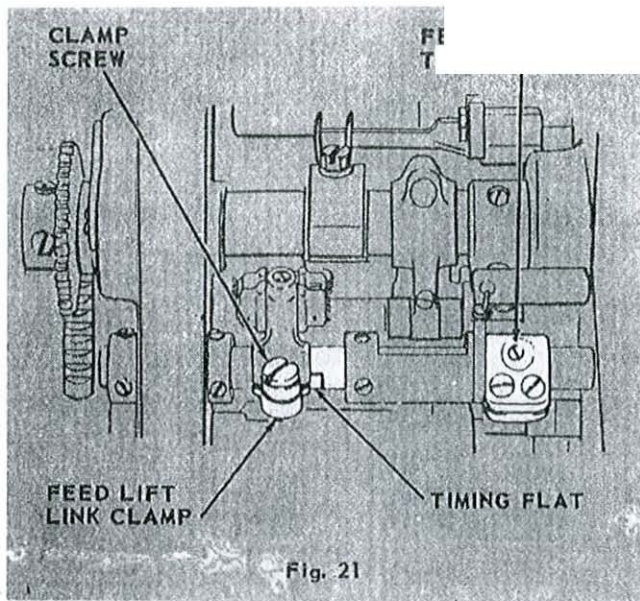 CLAMP
SCREW
FEED LIFT
LINK CLAMP
TIMING FLAT
Fig. 21